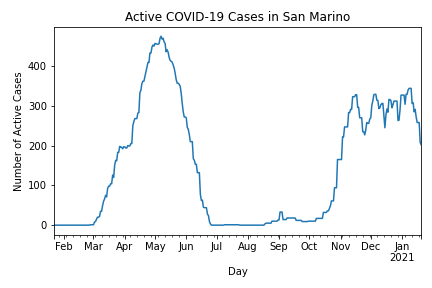 Active COVID-19 Cases in San Marino
Number of Active Cases
400
300
200
100
0
Feb Mar Apr May Jun Jul Aug Sep Oct Nov Dec Jan
2021
Day